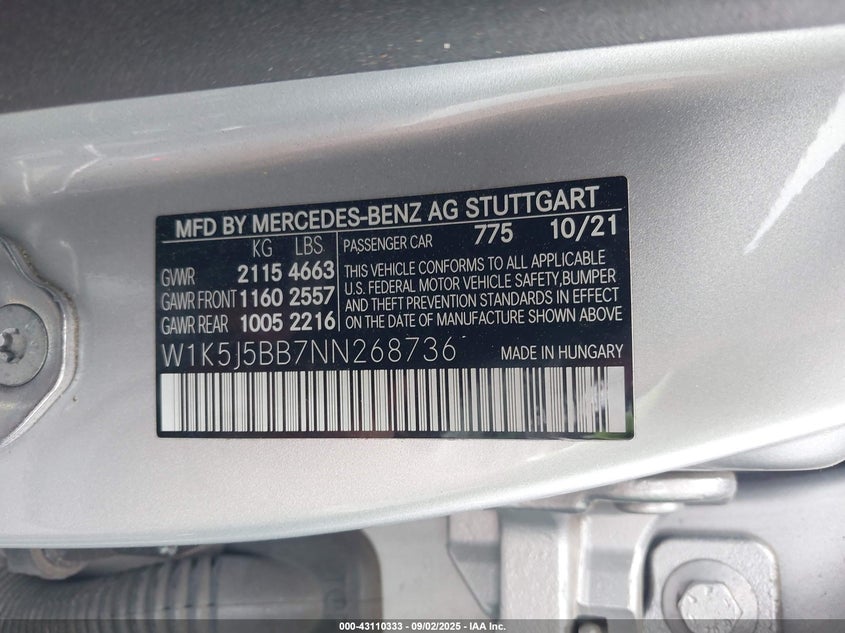 MFD BY MERCEDES-BENZ AG STUTTGART
KG LBS
GVWR 2115 4663
GAWR FRONT 1160 2557
GAWR REAR 1005 2216
PASSENGER CAR 775 10/21
THIS VEHICLE CONFORMS TO ALL APPLICABLE
U.S. FEDERAL MOTOR VEHICLE SAFETY,BUMPER
AND THEFT PREVENTION STANDARDS IN EFFECT
ON THE DATE OF MANUFACTURE SHOWN ABOVE
W1K5J5BB7NN268736
MADE IN HUNGARY
000-43110333 - 09/02/2025 - IAA Inc.